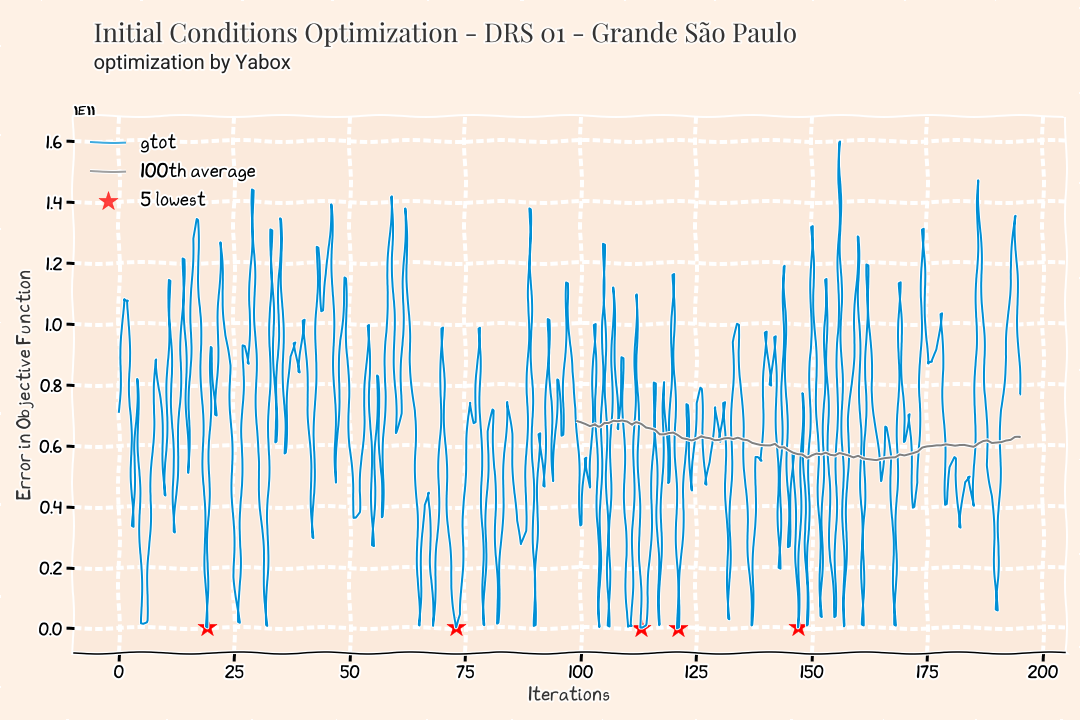 Initial Conditions Optimization - DRS 01 - Grande São Paulo
optimization by Yabox
1E11
gtot
100th average
5 lowest
1.6
1.4
1.2
1.0
0.8
0.6
0.4
0.2
0.0
Error in Objective Function
0 25 50 75 100 125 150 175 200
Iterations